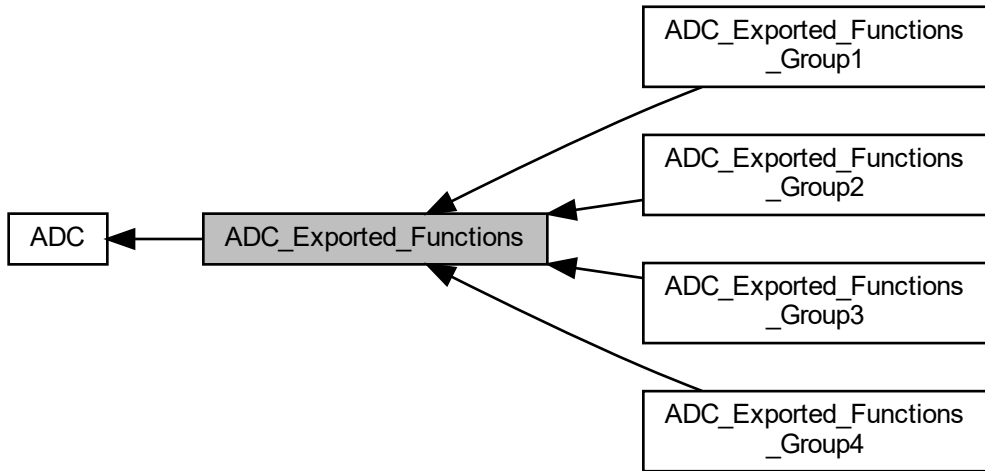 ADC_Exported_Functions
_Group1
ADC_Exported_Functions
_Group2
ADC
ADC_Exported_Functions
ADC_Exported_Functions
_Group3
ADC_Exported_Functions
_Group4